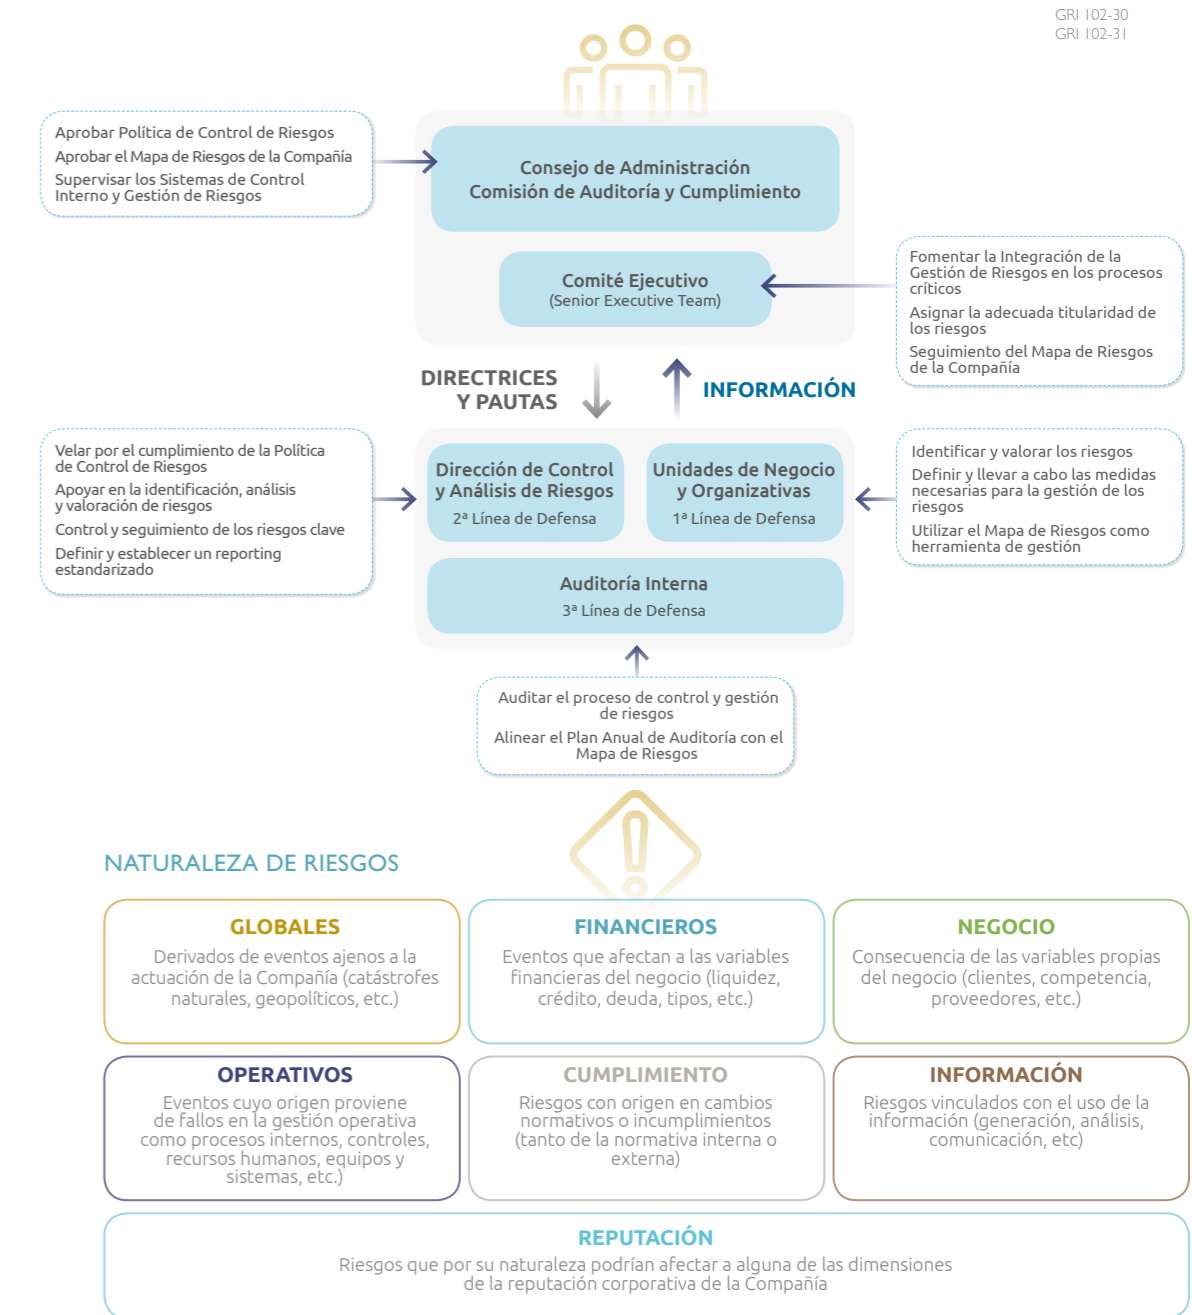 GRI 102-30
GRI 102-31
Aprobar Política de Control de Riesgos
Aprobar el Mapa de Riesgos de la Compañía
Supervisar los Sistemas de Control
Interno y Gestión de Riesgos
Consejo de Administración
Comisión de Auditoría y Cumplimiento
Comité Ejecutivo
(Senior Executive Team)
Fomentar la Integración de la
Gestión de Riesgos en los procesos
críticos
Asignar la adecuada titularidad de
los riesgos
Seguimiento del Mapa de Riesgos
de la Compañía
DIRECTRICES
Y PAUTAS
INFORMACIÓN
Velar por el cumplimiento de la Política
de Control de Riesgos
Apoyar en la identificación, análisis
y valoración de riesgos
Control y seguimiento de los riesgos clave
Definir y establecer un reporting
estandarizado
Dirección de Control
y Análisis de Riesgos
2ª Línea de Defensa
Unidades de Negocio
y Organizativas
1ª Línea de Defensa
Identificar y valorar los riesgos
Definir y llevar a cabo las medidas
necesarias para la gestión de los
riesgos
Utilizar el Mapa de Riesgos como
herramienta de gestión
Auditoría Interna
3ª Línea de Defensa
Auditar el proceso de control y gestión
de riesgos
Alinear el Plan Anual de Auditoría con el
Mapa de Riesgos
NATURALEZA DE RIESGOS
GLOBALES
Derivados de eventos ajenos a la
actuación de la Compañía (catástrofes
naturales, geopolíticos, etc.)
FINANCIEROS
Eventos que afectan a las variables
financieras del negocio (liquidez,
crédito, deuda, tipos, etc.)
NEGOCIO
Consecuencia de las variables propias
del negocio (clientes, competencia,
proveedores, etc.)
OPERATIVOS
Eventos cuyo origen proviene
de fallos en la gestión operativa
como procesos internos, controles,
recursos humanos, equipos y
sistemas, etc.)
CUMPLIMIENTO
Riesgos con origen en cambios
normativos o incumplimientos
(tanto de la normativa interna o
externa)
INFORMACIÓN
Riesgos vinculados con el uso de la
información (generación, análisis,
comunicación, etc)
REPUTACIÓN
Riesgos que por su naturaleza podrían afectar a alguna de las dimensiones
de la reputación corporativa de la Compañía